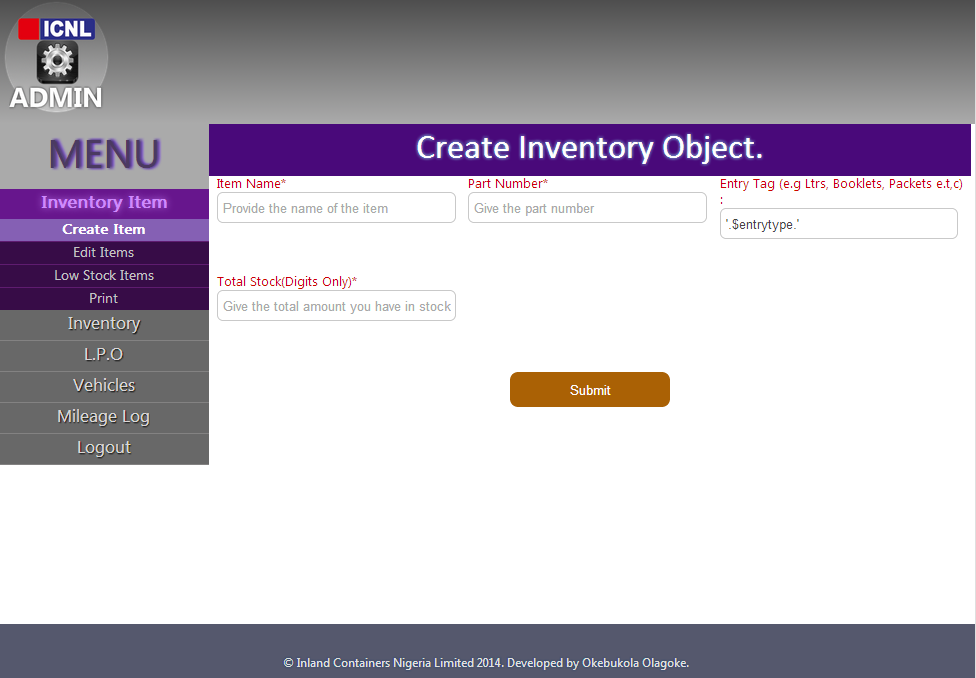 ICNL
ADMIN
MENU
Inventory Item
Create Item
Edit Items
Low Stock Items
Print
Inventory
L.P.O
Vehicles
Mileage Log
Logout
Create Inventory Object.
Item Name*
Provide the name of the item
Part Number*
Give the part number
Entry Tag (e.g Ltrs, Booklets, Packets e.t,c)
:
'.$entrytype.'
Total Stock(Digits Only)*
Give the total amount you have in stock
Submit
© Inland Containers Nigeria Limited 2014. Developed by Okebukola Olagoke.